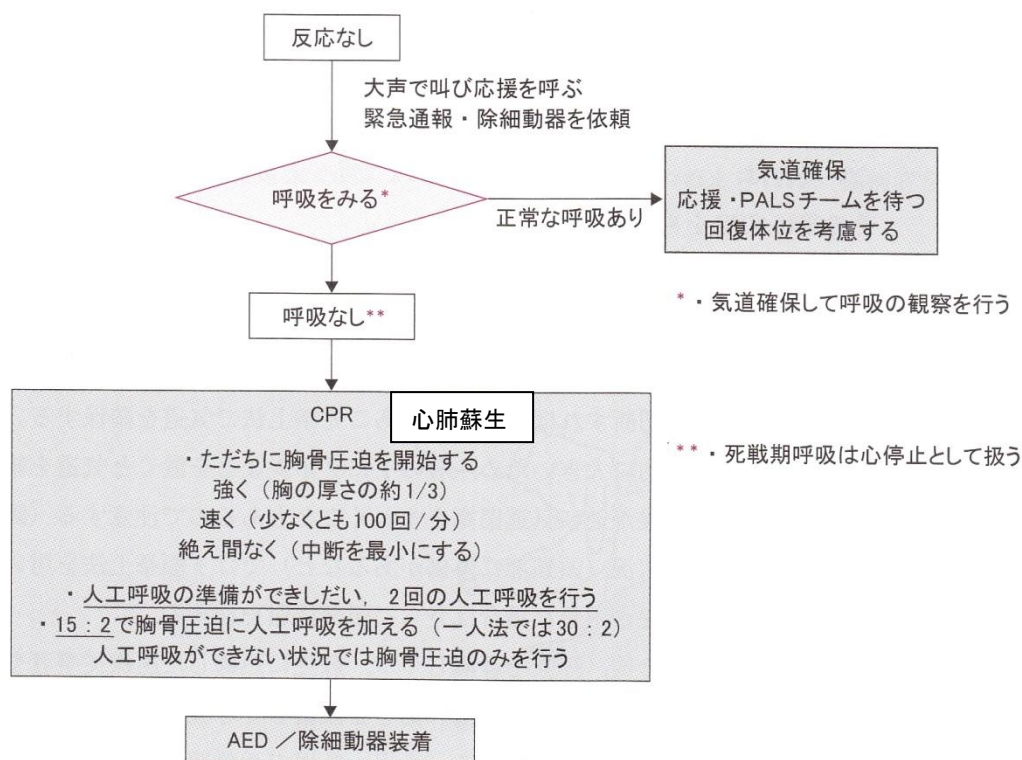 反応なし
大声で叫び応援を呼ぶ
緊急通報・除細動器を依頼
呼吸をみる*
正常な呼吸あり
気道確保
応援・PALSチームを待つ
回復体位を考慮する
呼吸なし**
*・気道確保して呼吸の観察を行う
CPR
心肺蘇生
・ただちに胸骨圧迫を開始する
強く（胸の厚さの約1/3）
速く（少なくとも100回/分）
絶え間なく（中断を最小にする）
・人工呼吸の準備ができしだい，2回の人工呼吸を行う
・15：2で胸骨圧迫に人工呼吸を加える（一人法では30：2）
人工呼吸ができない状況では胸骨圧迫のみを行う
**・死戦期呼吸は心停止として扱う
AED／除細動器装着